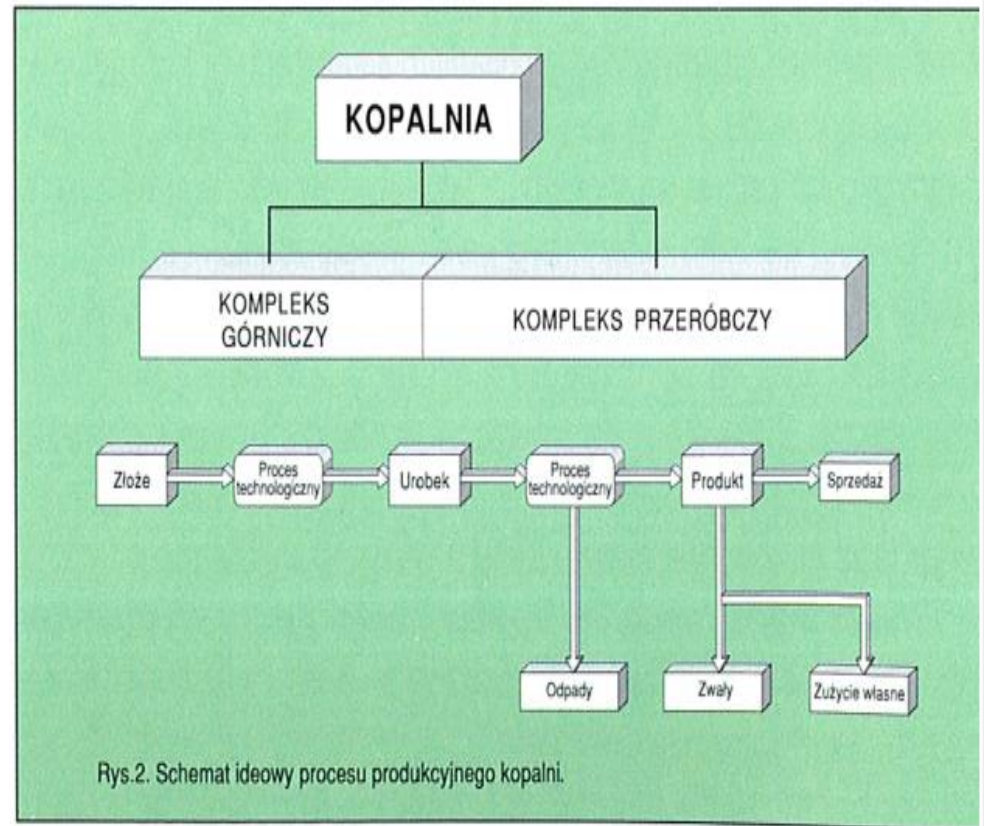 KOPALNIA
KOMPLEKS
GÓRNICZY
KOMPLEKS PRZERÓBCZY
Złoże
Proces
technologiczny
Urobek
Proces
technologiczny
Produkt
Sprzedaż
Odpady
Zwały
Zużycie własne
Rys.2. Schemat ideowy procesu produkcyjnego kopalni.